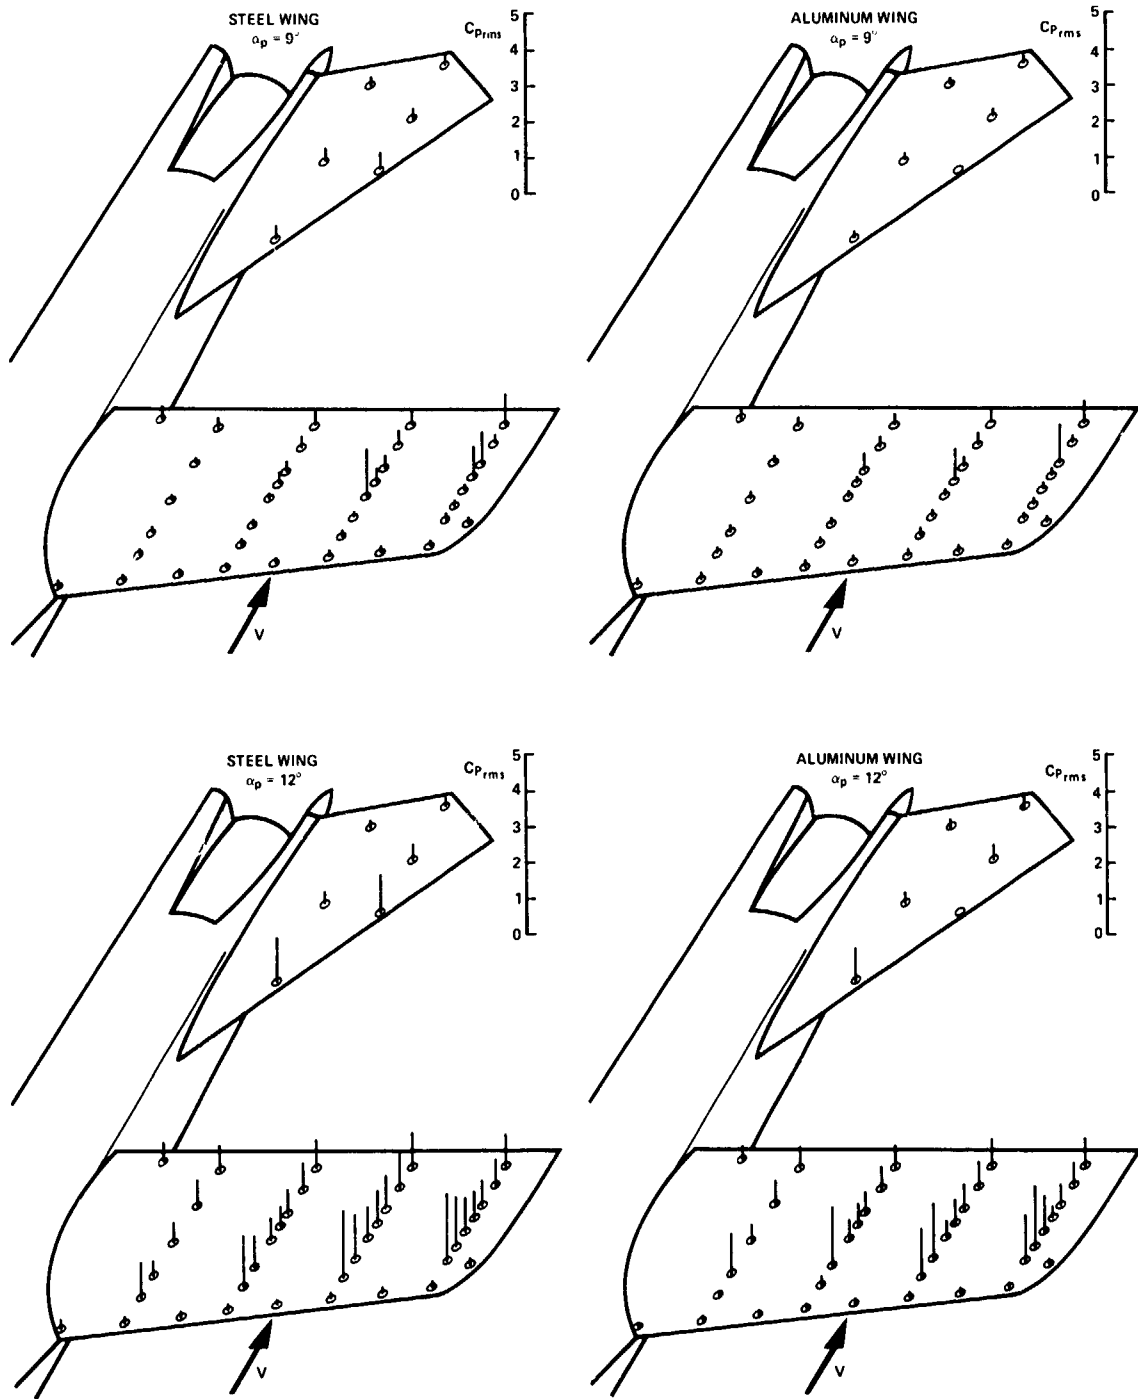 STEEL WING
αp = 9°
CPrms
5
4
3
2
1
0
V
ALUMINUM WING
αp = 9°
CPrms
5
4
3
2
1
0
V
STEEL WING
αp = 12°
CPrms
5
4
3
2
1
0
V
ALUMINUM WING
αp = 12°
CPrms
5
4
3
2
1
0
V